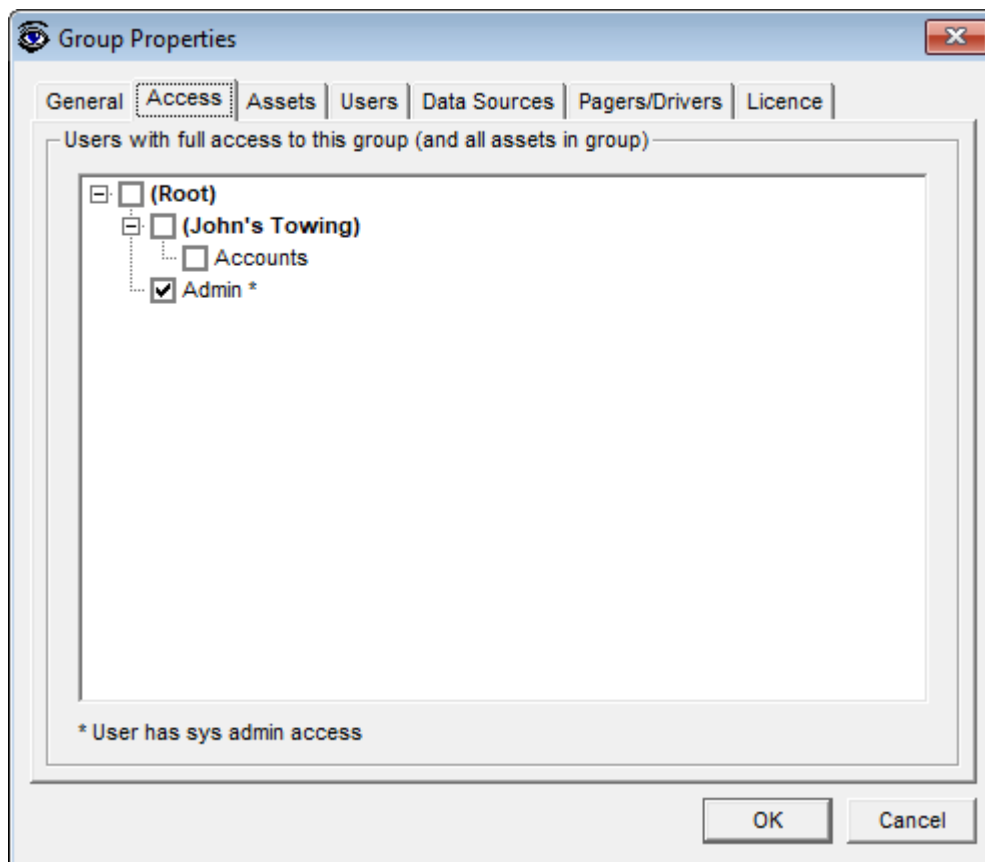 Group Properties
General Access Assets Users Data Sources Pagers/Drivers Licence
Users with full access to this group (and all assets in group)
(Root)
(John's Towing)
Accounts
Admin *
* User has sys admin access
OK Cancel